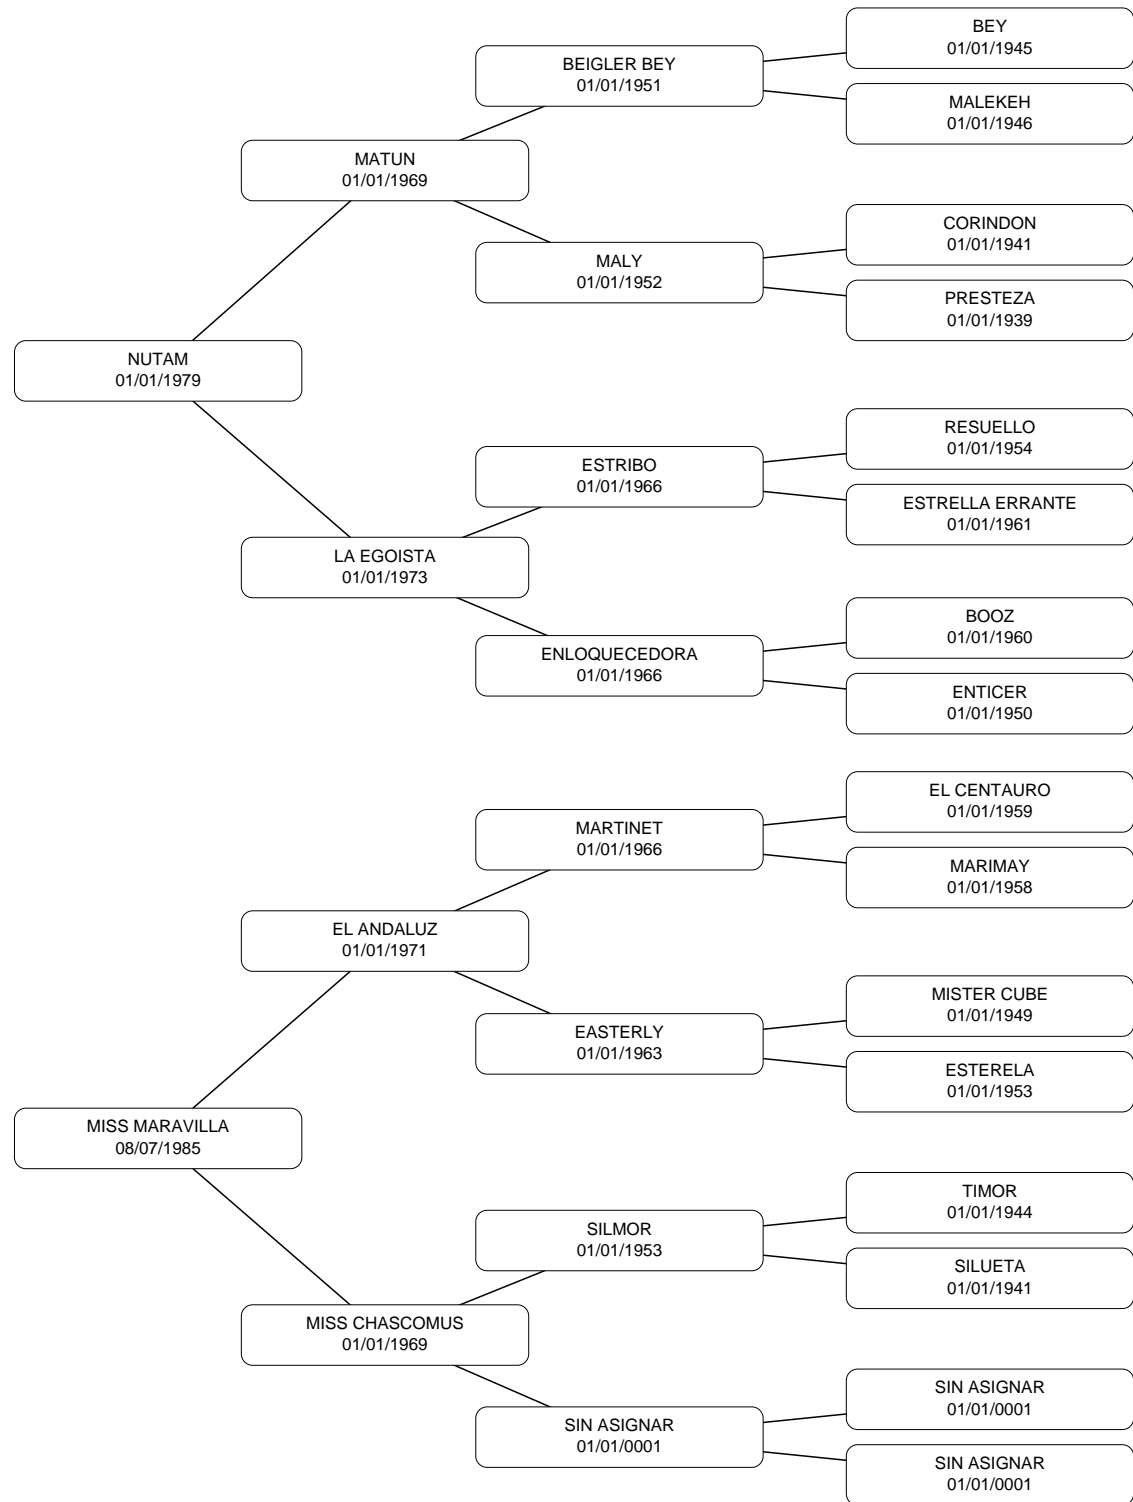 BEY
01/01/1945
BEIGLER BEY
01/01/1951
MALEKEH
01/01/1946
MATUN
01/01/1969
CORINDON
01/01/1941
MALY
01/01/1952
PRESTEZA
01/01/1939
NUTAM
01/01/1979
RESUELLO
01/01/1954
ESTRIBO
01/01/1966
ESTRELLA ERRANTE
01/01/1961
LA EGOISTA
01/01/1973
BOOZ
01/01/1960
ENLOQUECEDORA
01/01/1966
ENTICER
01/01/1950
EL CENTAURO
01/01/1959
MARTINET
01/01/1966
MARIMAY
01/01/1958
EL ANDALUZ
01/01/1971
MISTER CUBE
01/01/1949
EASTERLY
01/01/1963
ESTERELA
01/01/1953
MISS MARAVILLA
08/07/1985
TIMOR
01/01/1944
SILMOR
01/01/1953
SILUETA
01/01/1941
MISS CHASCOMUS
01/01/1969
SIN ASIGNAR
01/01/0001
SIN ASIGNAR
01/01/0001
SIN ASIGNAR
01/01/0001